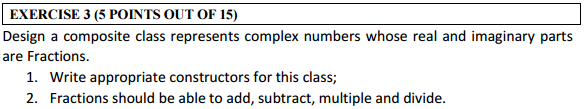 EXERCISE 3 (5 POINTS OUT OF 15)
Design a composite class represents complex numbers whose real and imaginary parts
are Fractions.
1. Write appropriate constructors for this class;
2. Fractions should be able to add, subtract, multiple and divide.